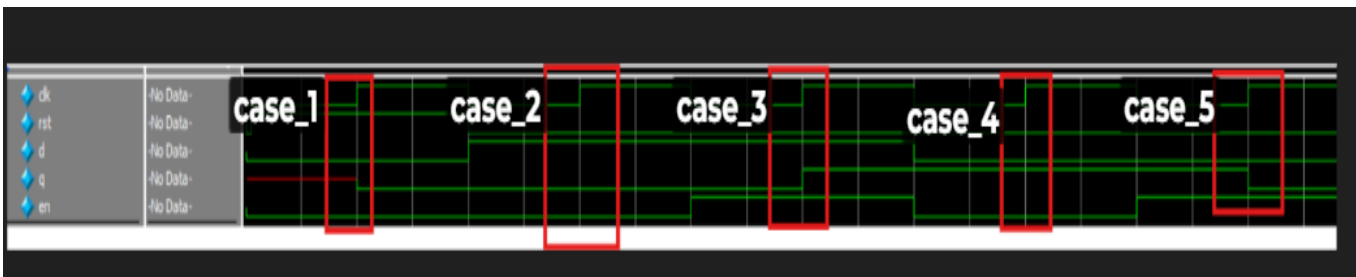 clk -No Data-
rst -No Data-
d -No Data-
q -No Data-
en -No Data-
case_1 case_2 case_3 case_4 case_5